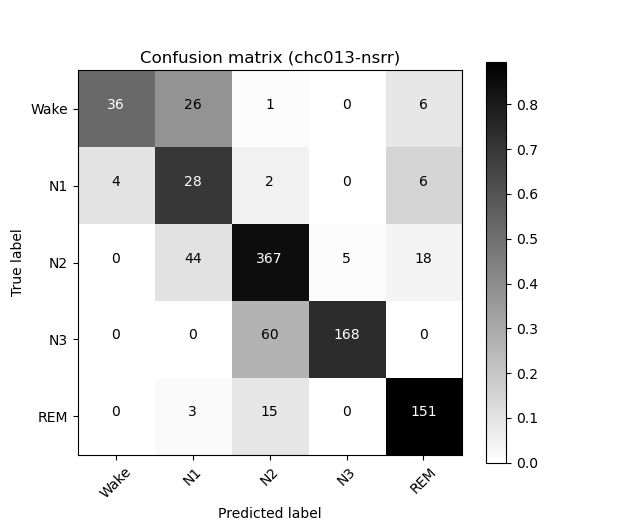 Confusion matrix (chc013-nsrr)
Wake 36 26 1 0 6
N1 4 28 2 0 6
N2 0 44 367 5 18
N3 0 0 60 168 0
REM 0 3 15 0 151
Wake N1 N2 N3 REM
Predicted label
True label
0.8
0.7
0.6
0.5
0.4
0.3
0.2
0.1
0.0